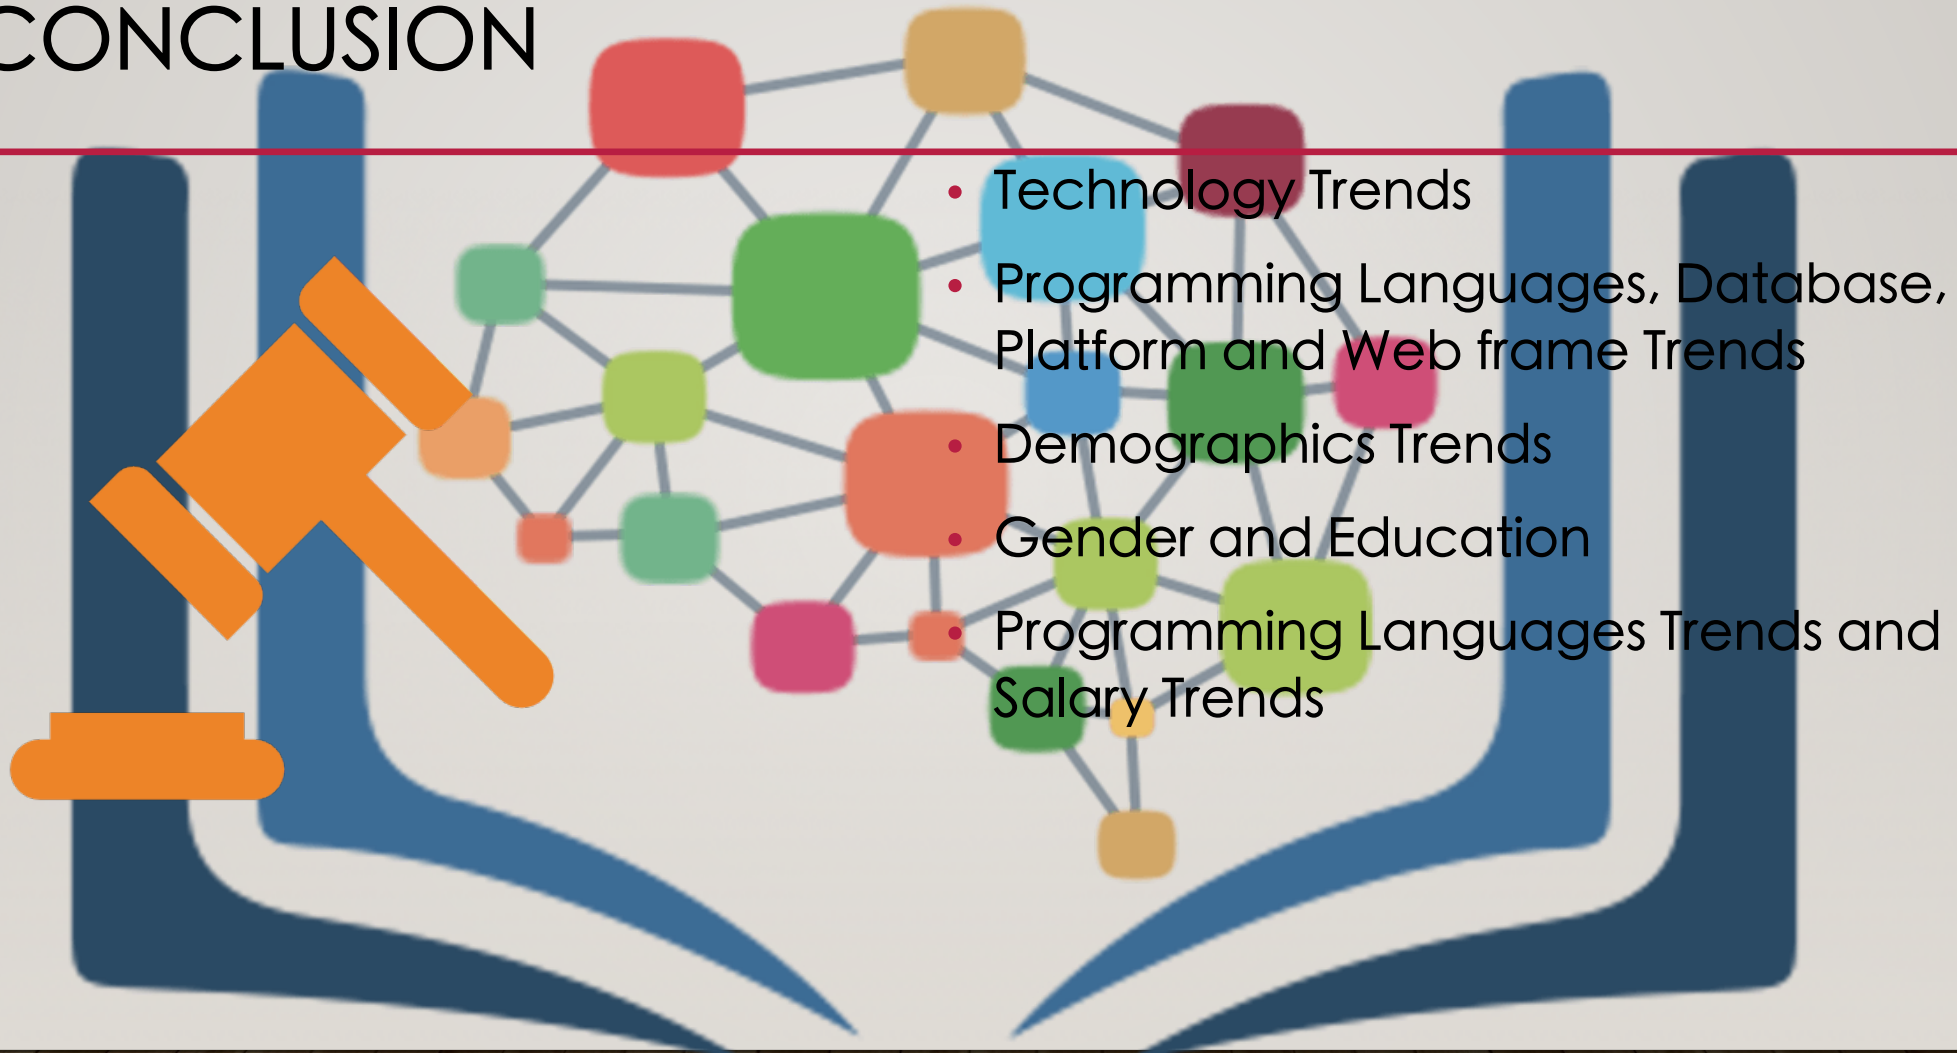 CONCLUSION
• Technology Trends
• Programming Languages, Database,
Platform and Web frame Trends
• Demographics Trends
• Gender and Education
• Programming Languages Trends and
Salary Trends